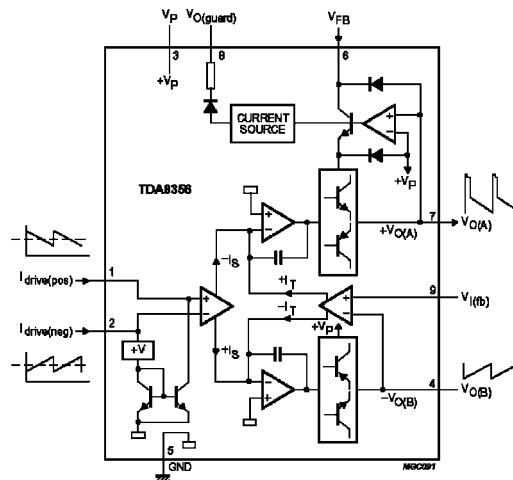 VP
VO(guard)
VFB
3
8
6
+VP
CURRENT
SOURCE
+
−
+VP
TDA8356
+VO(A)
7
VO(A)
−IS
+IT
Idrive(pos)
1
+
−
−IT
+
−
9
VI(fb)
Idrive(neg)
2
+VP
+V
+IS
−
+
4
−VO(B)
VO(B)
5
GND
MGC091